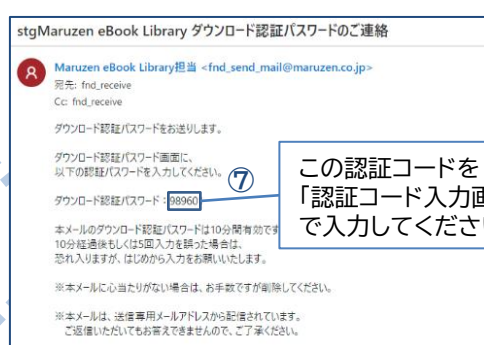 stgMaruzen eBook Library ダウンロード認証パスワードのご連絡
R
Maruzen eBook Library担当 <fnd_send_mail@maruzen.co.jp>
宛先: fnd_receive
Cc: fnd_receive
ダウンロード認証パスワードをお送りします。
ダウンロード認証パスワード画面に、
以下の認証パスワードを入力してください。
⑦
ダウンロード認証パスワード：98960
この認証コードを
「認証コード入力画
で入力してください
本メールのダウンロード認証パスワードは10分間有効です
10分経過後もしくは5回入力を誤った場合は、
恐れ入りますが、はじめから入力をお願いいたします。
※本メールに心当たりがない場合は、お手数ですが削除してください。
※本メールは、送信専用メールアドレスから配信されています。
ご返信いただいてもお答えできませんので、ご了承ください。